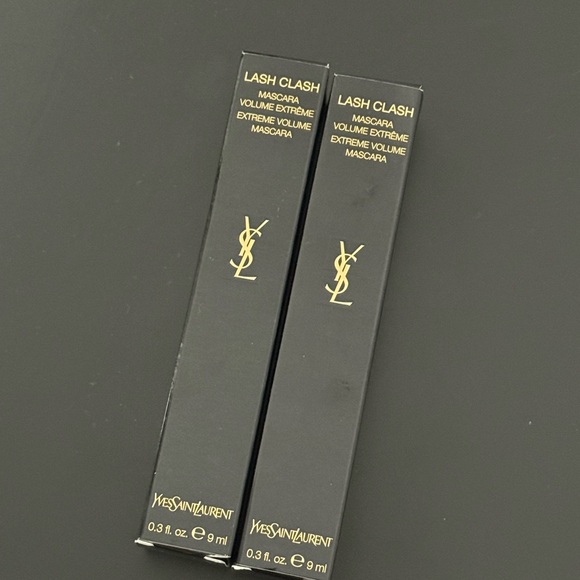 LASH CLASH
MASCARA
VOLUME EXTRÊME
EXTREME VOLUME
MASCARA
YSL
YVESSAINTLAURENT
0.3 fl. oz. ℮ 9 ml
LASH CLASH
MASCARA
VOLUME EXTRÊME
EXTREME VOLUME
MASCARA
YSL
YVESSAINTLAURENT
0.3 fl. oz. ℮ 9 ml